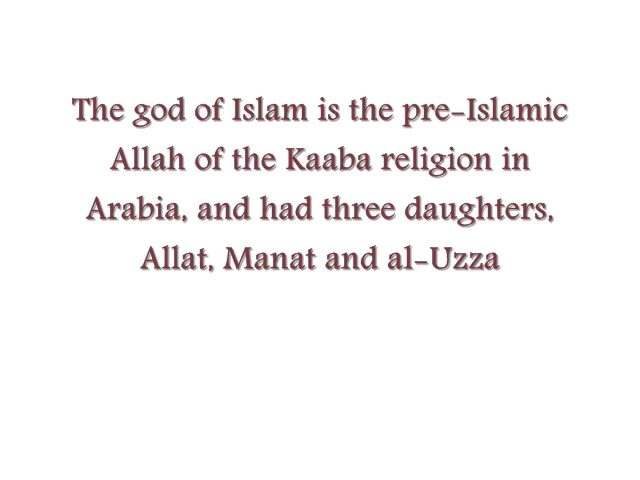 The god of Islam is the pre-Islamic
Allah of the Kaaba religion in
Arabia, and had three daughters,
Allat, Manat and al-Uzza